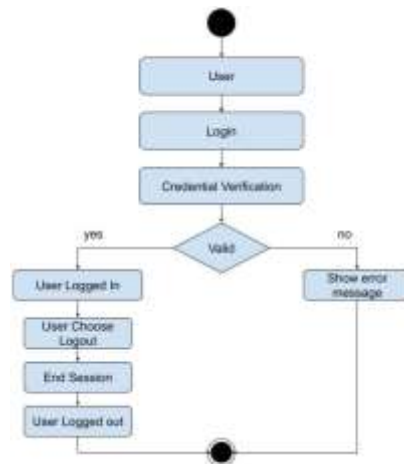 User
Login
Credential Verification
yes
Valid
no
User Logged In
Show error
message
User Choose
Logout
End Session
User Logged out